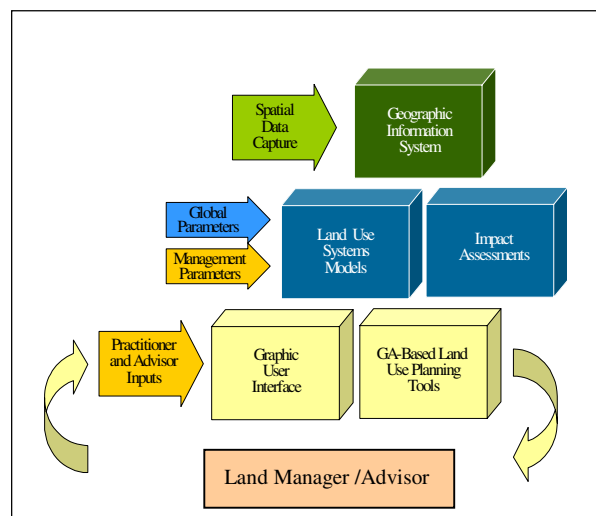 Spatial
Data
Capture
Geographic
Information
System
Global
Parameters
Management
Parameters
Land Use
Systems
Models
Impact
Assessments
Practitioner
and Advisor
Inputs
Graphic
User
Interface
GA-Based Land
Use Planning
Tools
Land Manager /Advisor